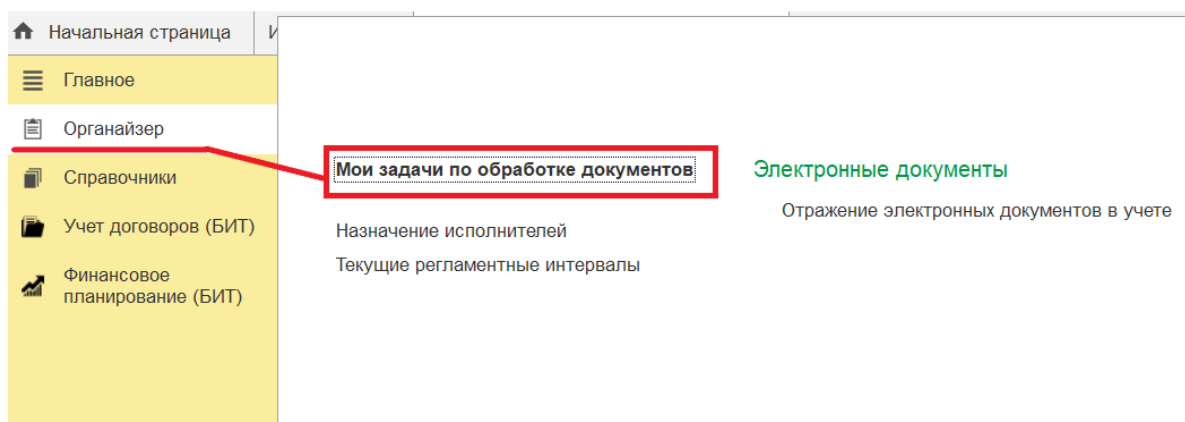 Начальная страница
Главное
Органайзер
Справочники
Учет договоров (БИТ)
Финансовое
планирование (БИТ)
Мои задачи по обработке документов
Назначение исполнителей
Текущие регламентные интервалы
Электронные документы
Отражение электронных документов в учете